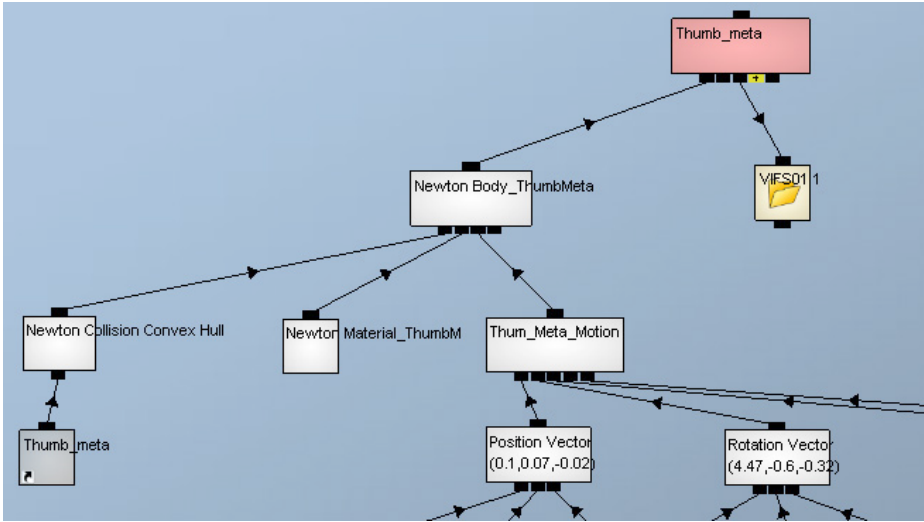 Thumb_meta
Newton Body_ThumbMeta
Newton Collision Convex Hull
Newton Material_ThumbM
Thum_Meta_Motion
Thumb_meta
Position Vector
(0.1,0.07,-0.02)
Rotation Vector
(4.47,-0.6,-0.32)